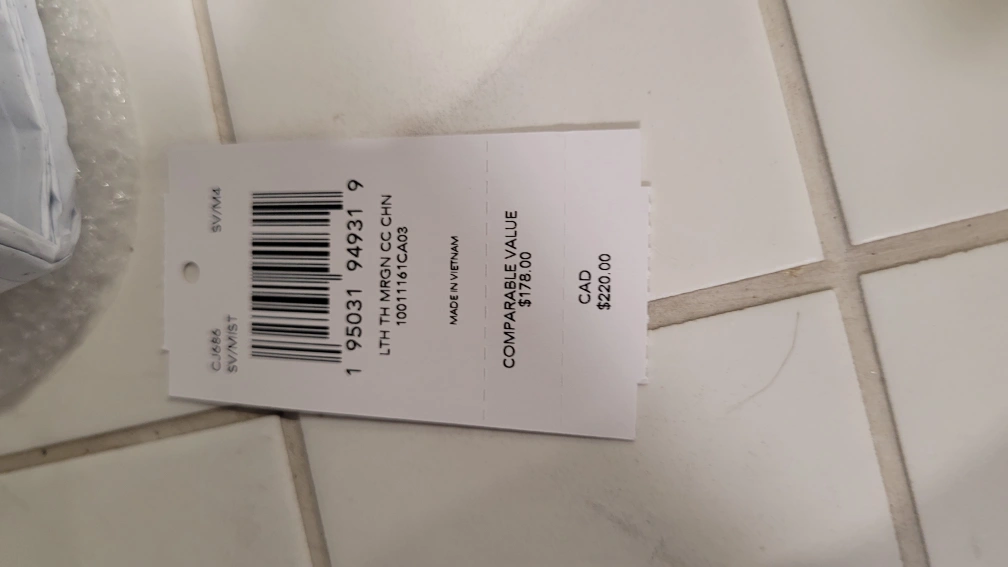 CJ686 SV/M4
SV/MIST
1 95031 94931 9
LTH TH MRGN CC CHN
10011161CA03
MADE IN VIETNAM
COMPARABLE VALUE
$178.00
CAD
$220.00